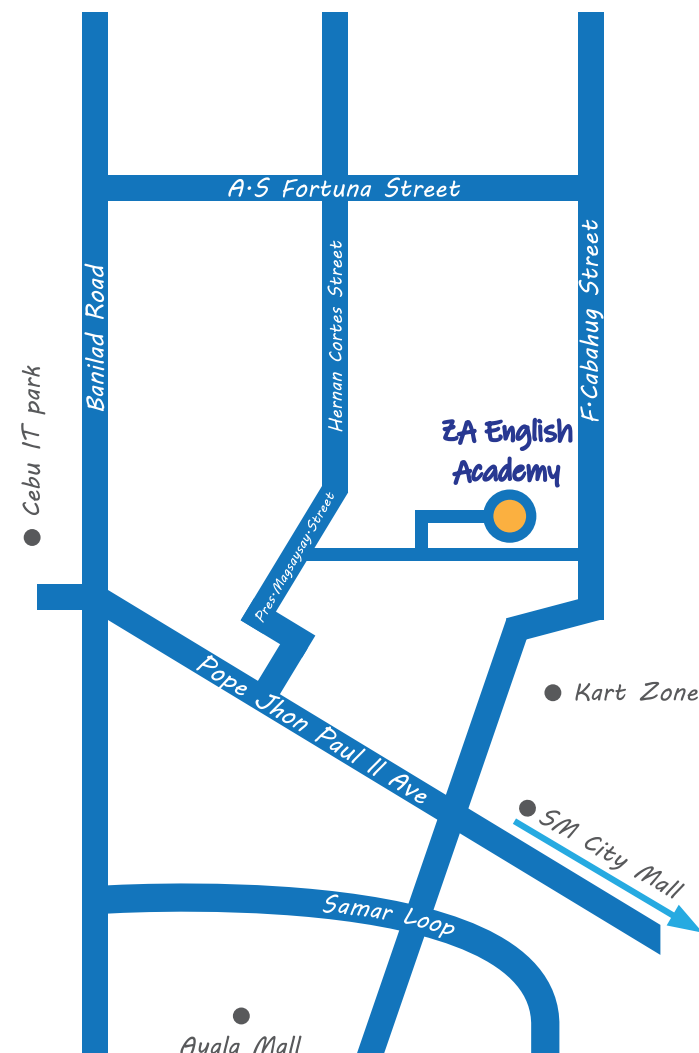 A·S Fortuna Street
Banilad Road
Hernan Cortes Street
F·Cabahug Street
Cebu IT park
ZA English
Academy
Pres·Magsaysay·Street
Pope Jhon Paul II Ave
Kart Zone
SM City Mall
Samar Loop
Ayala Mall